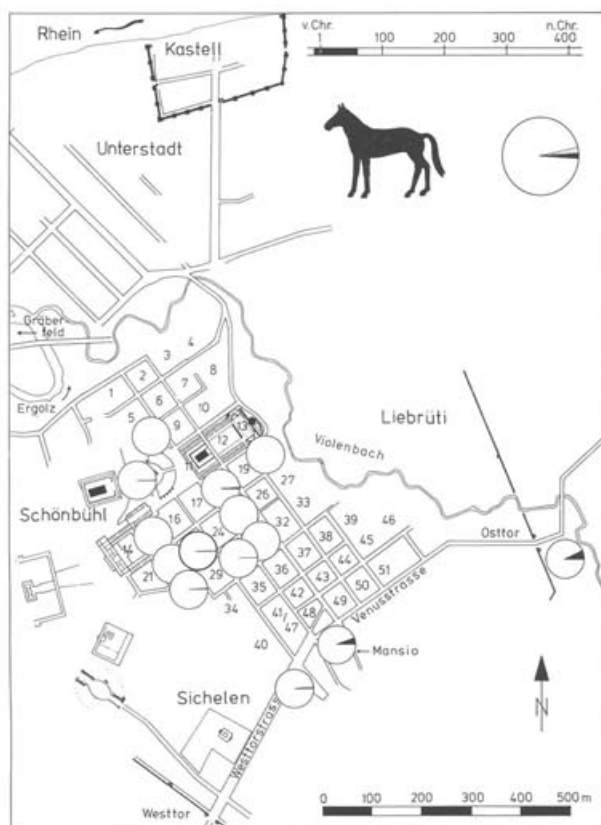 v. Chr. n. Chr.
1 100 200 300 400
Rhein
Kastell
Unterstadt
Gräber-
feld
Ergolz
3 4
1 2 7 8
5 6 10
9
13
12
11
Liebrüti
Violenbach
19 27
17 26 33
Schönbühl
16 24 32 39 46
14
38 45
37 44
Osttor
21 29 36 43 51
35 42 50
34
41/
47
48 49
40
Venusstrasse
Mansio
Sichelen
Westtorstrass
N
Westtor
0 100 200 300 400 500 m